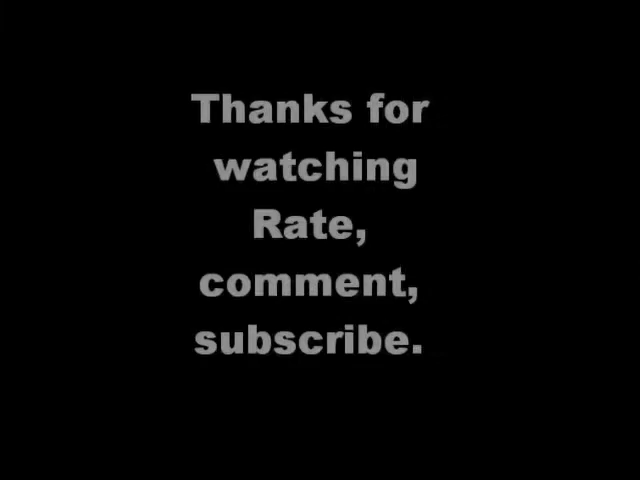 Thanks for
watching
Rate,
comment,
subscribe.